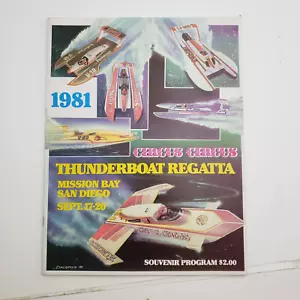 1981
CIRCUS CIRCUS
THUNDERBOAT REGATTA
MISSION BAY
SAN DIEGO
SEPT. 17-20
SOUVENIR PROGRAM $2.00